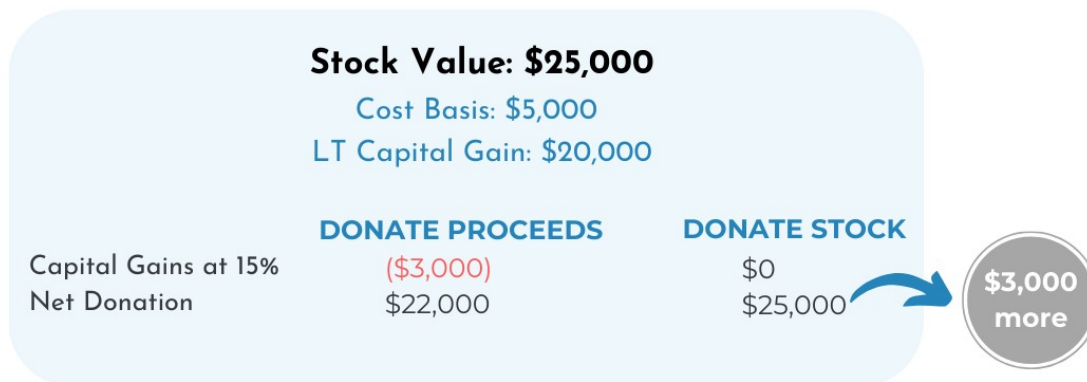 Stock Value: $25,000
Cost Basis: $5,000
LT Capital Gain: $20,000
DONATE PROCEEDS DONATE STOCK
Capital Gains at 15% ($3,000) $0
Net Donation $22,000 $25,000
$3,000
more